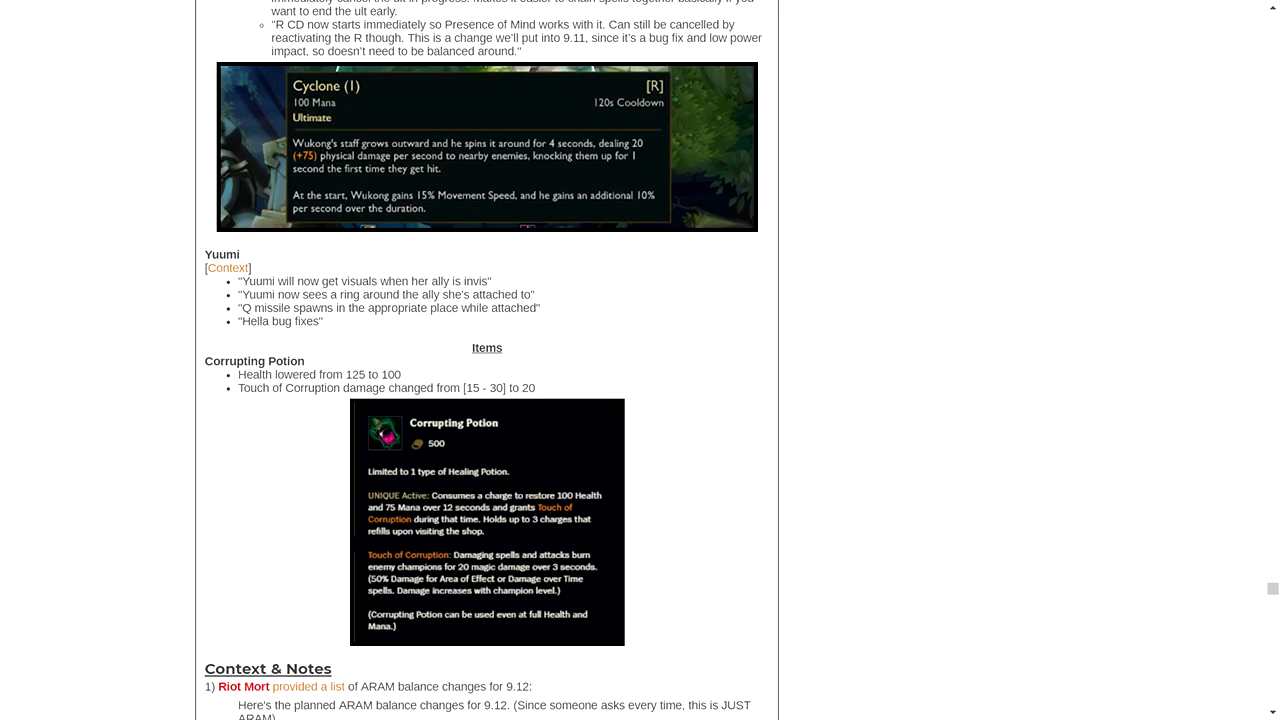 want to end the ult early.
"R CD now starts immediately so Presence of Mind works with it. Can still be cancelled by
reactivating the R though. This is a change we'll put into 9.11, since it's a bug fix and low power
impact, so doesn't need to be balanced around."
Cyclone (1) [R]
100 Mana 120s Cooldown
Ultimate
Wukong's staff grows outward and he spins it around for 4 seconds, dealing 20
(+75) physical damage per second to nearby enemies, knocking them up for 1
second the first time they get hit.
At the start, Wukong gains 15% Movement Speed, and he gains an additional 10%
per second over the duration.
Yuumi
[Context]
"Yuumi will now get visuals when her ally is invis"
"Yuumi now sees a ring around the ally she's attached to"
"Q missile spawns in the appropriate place while attached"
"Hella bug fixes"
Items
Corrupting Potion
Health lowered from 125 to 100
Touch of Corruption damage changed from [15 - 30] to 20
Corrupting Potion
500
Limited to 1 type of Healing Potion.
UNIQUE Active: Consumes a charge to restore 100 Health
and 75 Mana over 12 seconds and grants Touch of
Corruption during that time. Holds up to 3 charges that
refills upon visiting the shop.
Touch of Corruption: Damaging spells and attacks burn
enemy champions for 20 magic damage over 3 seconds.
(50% Damage for Area of Effect or Damage over Time
spells. Damage increases with champion level.)
(Corrupting Potion can be used even at full Health and
Mana.)
Context & Notes
1) Riot Mort provided a list of ARAM balance changes for 9.12:
Here's the planned ARAM balance changes for 9.12. (Since someone asks every time, this is JUST
ARAM)